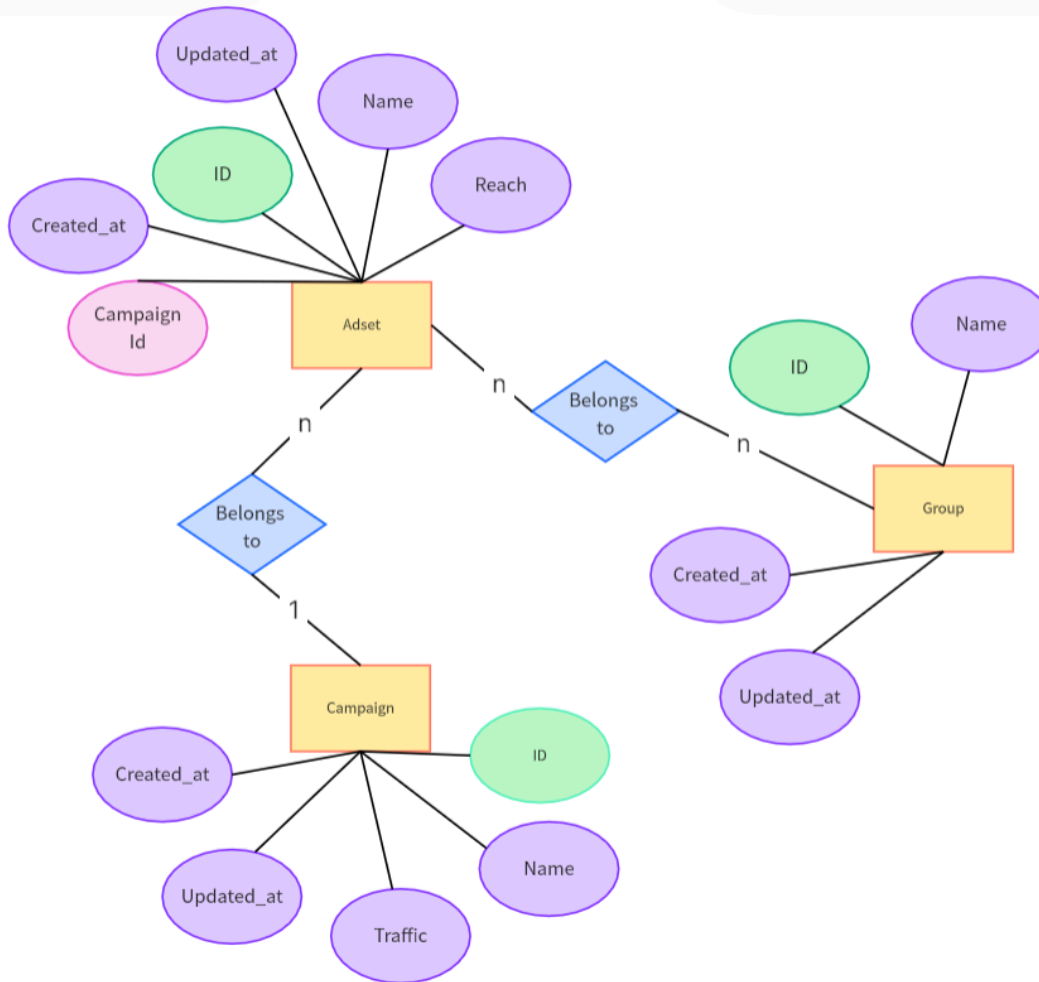 Updated_at
Name
ID
Reach
Created_at
Campaign
Id
Adset
ID
Name
n
Belongs
to
n
n
Group
Belongs
to
Created_at
1
Updated_at
Campaign
ID
Created_at
Name
Updated_at
Traffic